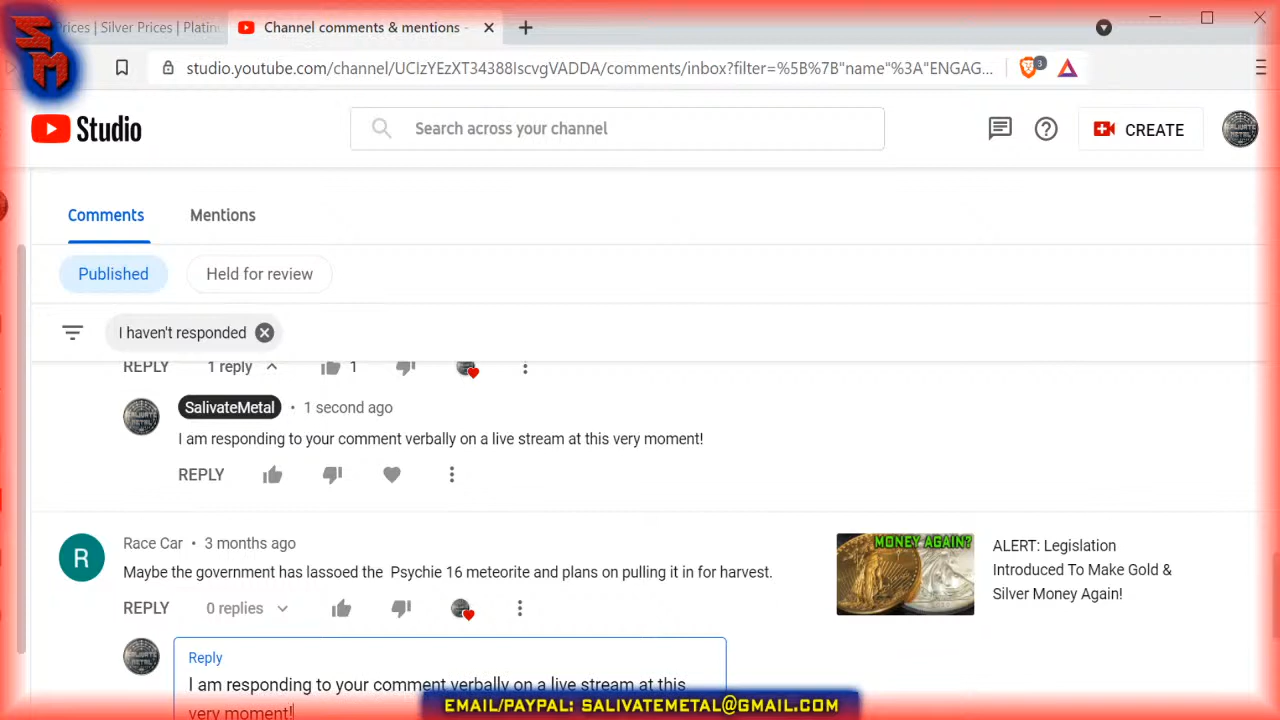 SM
Prices | Silver Prices | Platin
Channel comments & mentions -
studio.youtube.com/channel/UCIzYEzXT34388IscvgVADDA/comments/inbox?filter=%5B%7B"name"%3A"ENGAG...
3
Studio
Search across your channel
CREATE
Comments
Mentions
Published
Held for review
I haven't responded
REPLY 1 reply 1
SalivateMetal • 1 second ago
I am responding to your comment verbally on a live stream at this very moment!
REPLY
R
Race Car • 3 months ago
Maybe the government has lassoed the Psychie 16 meteorite and plans on pulling it in for harvest.
REPLY 0 replies
MONEY AGAIN?
ALERT: Legislation
Introduced To Make Gold &
Silver Money Again!
Reply
I am responding to your comment verbally on a live stream at this
very moment!
EMAIL/PAYPAL: SALIVATEMETAL@GMAIL.COM